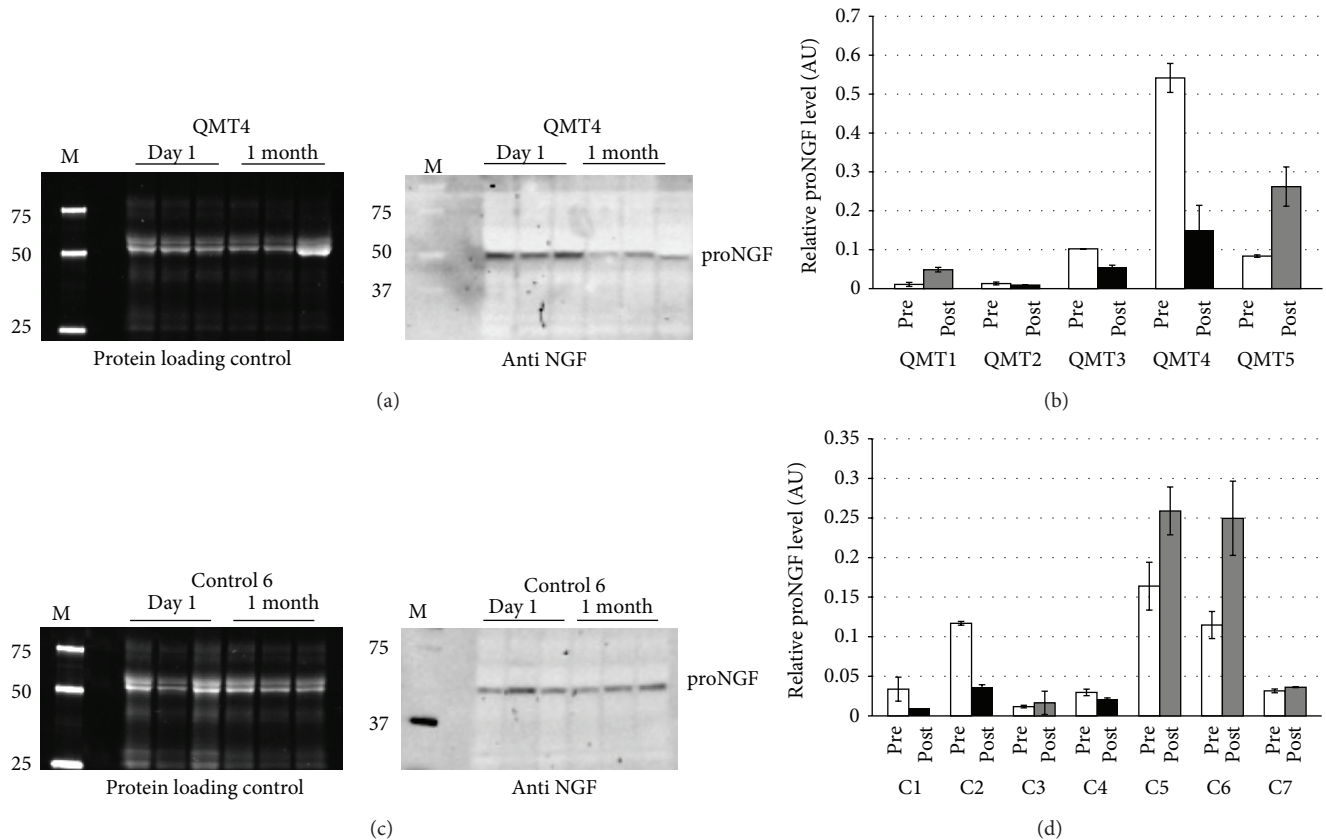 QMT4
M
Day 1
1 month
75
50
25
Protein loading control
QMT4
M
Day 1
1 month
75
50
37
proNGF
Anti NGF
(a)
Relative proNGF level (AU)
0.7
0.6
0.5
0.4
0.3
0.2
0.1
0
Pre Post Pre Post Pre Post Pre Post Pre Post
QMT1 QMT2 QMT3 QMT4 QMT5
(b)
Control 6
M
Day 1
1 month
75
50
25
Protein loading control
Control 6
M
Day 1
1 month
75
37
proNGF
Anti NGF
(c)
Relative proNGF level (AU)
0.35
0.3
0.25
0.2
0.15
0.1
0.05
0
Pre Post Pre Post Pre Post Pre Post Pre Post Pre Post Pre Post
C1 C2 C3 C4 C5 C6 C7
(d)